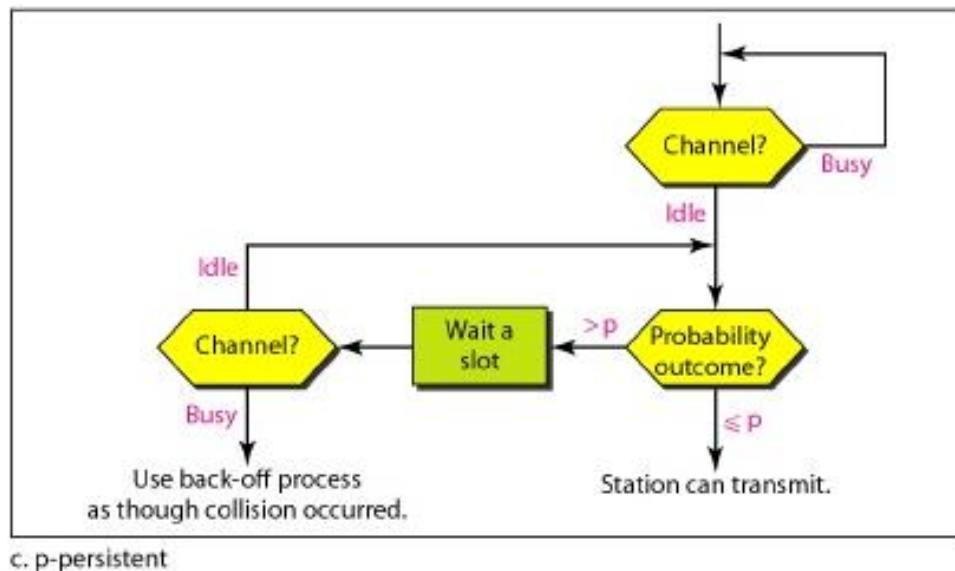 Channel?
Busy
Idle
Idle
Channel?
Wait a
slot
> p
Probability
outcome?
Busy
⩽ p
Use back-off process
as though collision occurred.
Station can transmit.
c. p-persistent